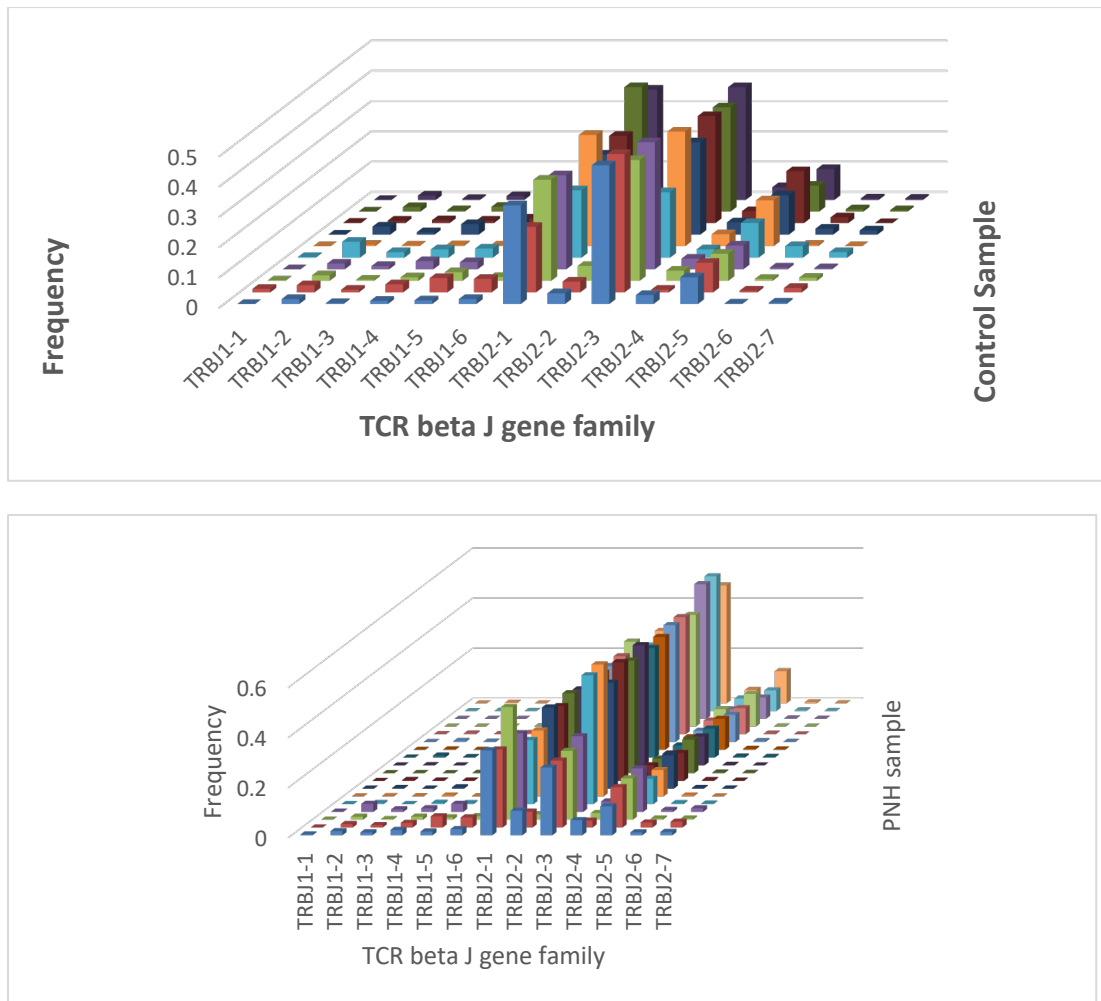 0.5
0.4
0.3
0.2
0.1
0
Frequency
Control Sample
TRBJ1-1
TRBJ1-2
TRBJ1-3
TRBJ1-4
TRBJ1-5
TRBJ1-6
TRBJ2-1
TRBJ2-2
TRBJ2-3
TRBJ2-4
TRBJ2-5
TRBJ2-6
TRBJ2-7
TCR beta J gene family
0.6
0.4
0.2
0
Frequency
PNH sample
TRBJ1-1
TRBJ1-2
TRBJ1-3
TRBJ1-4
TRBJ1-5
TRBJ1-6
TRBJ2-1
TRBJ2-2
TRBJ2-3
TRBJ2-4
TRBJ2-5
TRBJ2-6
TRBJ2-7
TCR beta J gene family